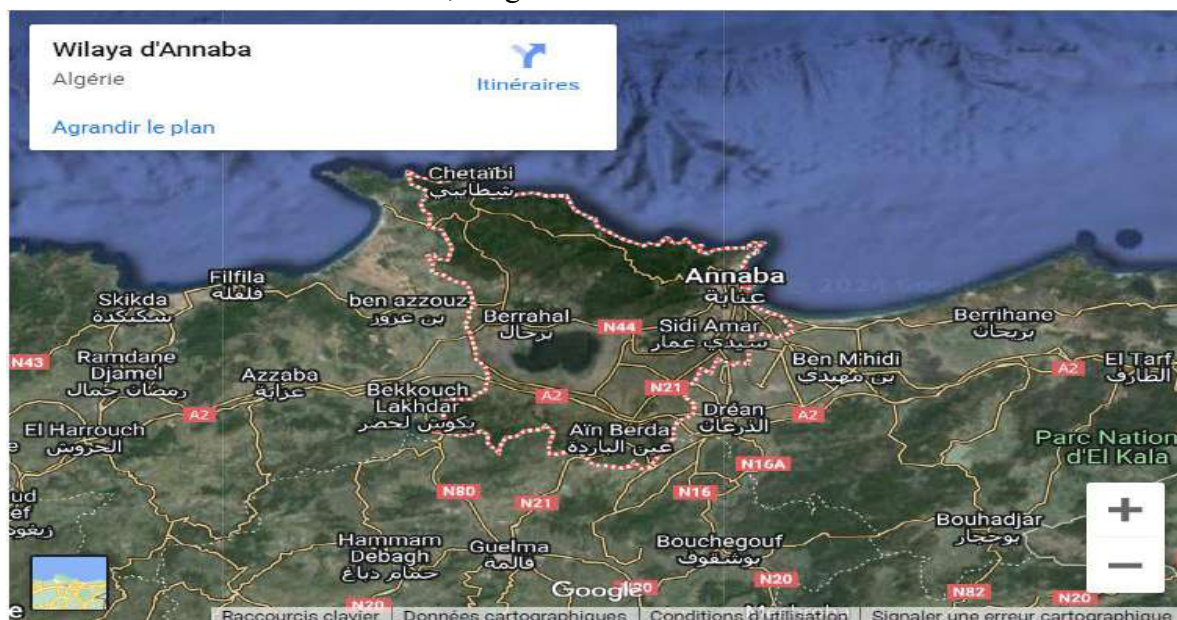 Wilaya d'Annaba
Algérie
Itinéraires
Agrandir le plan
Chetaïbi
شيطايبي
Annaba
عنابة
Filfila
فلفلة
Skikda
سكيكدة
ben azzouz
بن عزوز
Berrahal
برحال
N44
Sidi Amar
سيدي عمار
Berrihane
بريحان
N43
Ramdane
Djamel
رمضان جمال
Azzaba
عزابة
Ben Mihidi
بن مهيدي
El Tarf
الطارف
A2
Bekkouch
Lakhdar
بكوش لخضر
A2
A2
N21
Dréan
الذرعان
A2
El Harrouch
الحروش
Aïn Berda
عين الباردة
Parc Nation
d'El Kala
N16A
N80
N21
N16
Hammam
Debagh
حمام دباغ
Guelma
قالمة
Bouchegouf
بوشقوف
Bouhadjar
بوحجار
Google
N20
N20
N20
N82
Raccourcis clavier
Données cartographiques
Conditions d'utilisation
Signaler une erreur cartographique